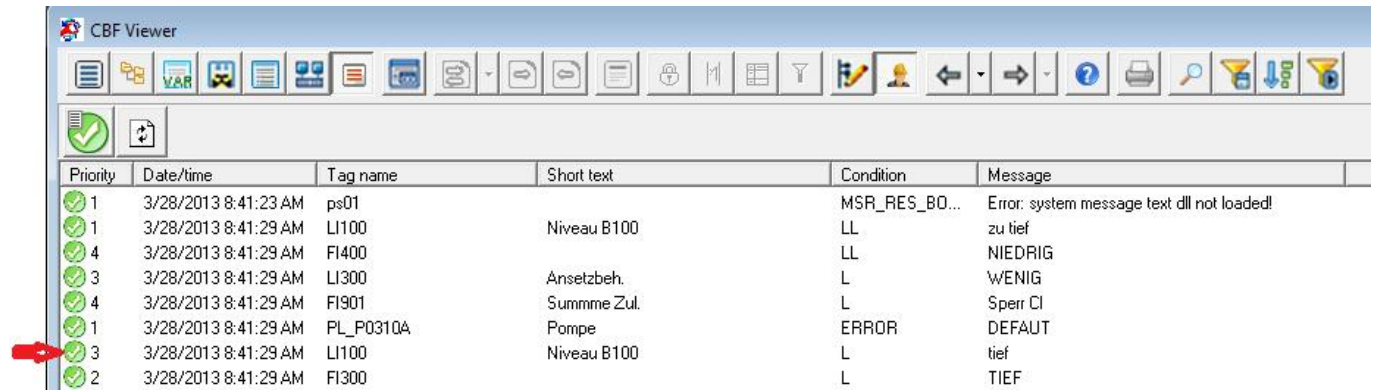 CBF Viewer
VAR
Priority Date/time Tag name Short text Condition Message
1 3/28/2013 8:41:23 AM ps01 MSR_RES_BO... Error: system message text dll not loaded!
1 3/28/2013 8:41:29 AM LI100 Niveau B100 LL zu tief
4 3/28/2013 8:41:29 AM FI400 LL NIEDRIG
3 3/28/2013 8:41:29 AM LI300 Ansetzbeh. L WENIG
4 3/28/2013 8:41:29 AM FI901 Summme Zul. L Sperr Cl
1 3/28/2013 8:41:29 AM PL_P0310A Pompe ERROR DEFAUT
3 3/28/2013 8:41:29 AM LI100 Niveau B100 L tief
2 3/28/2013 8:41:29 AM FI300 L TIEF